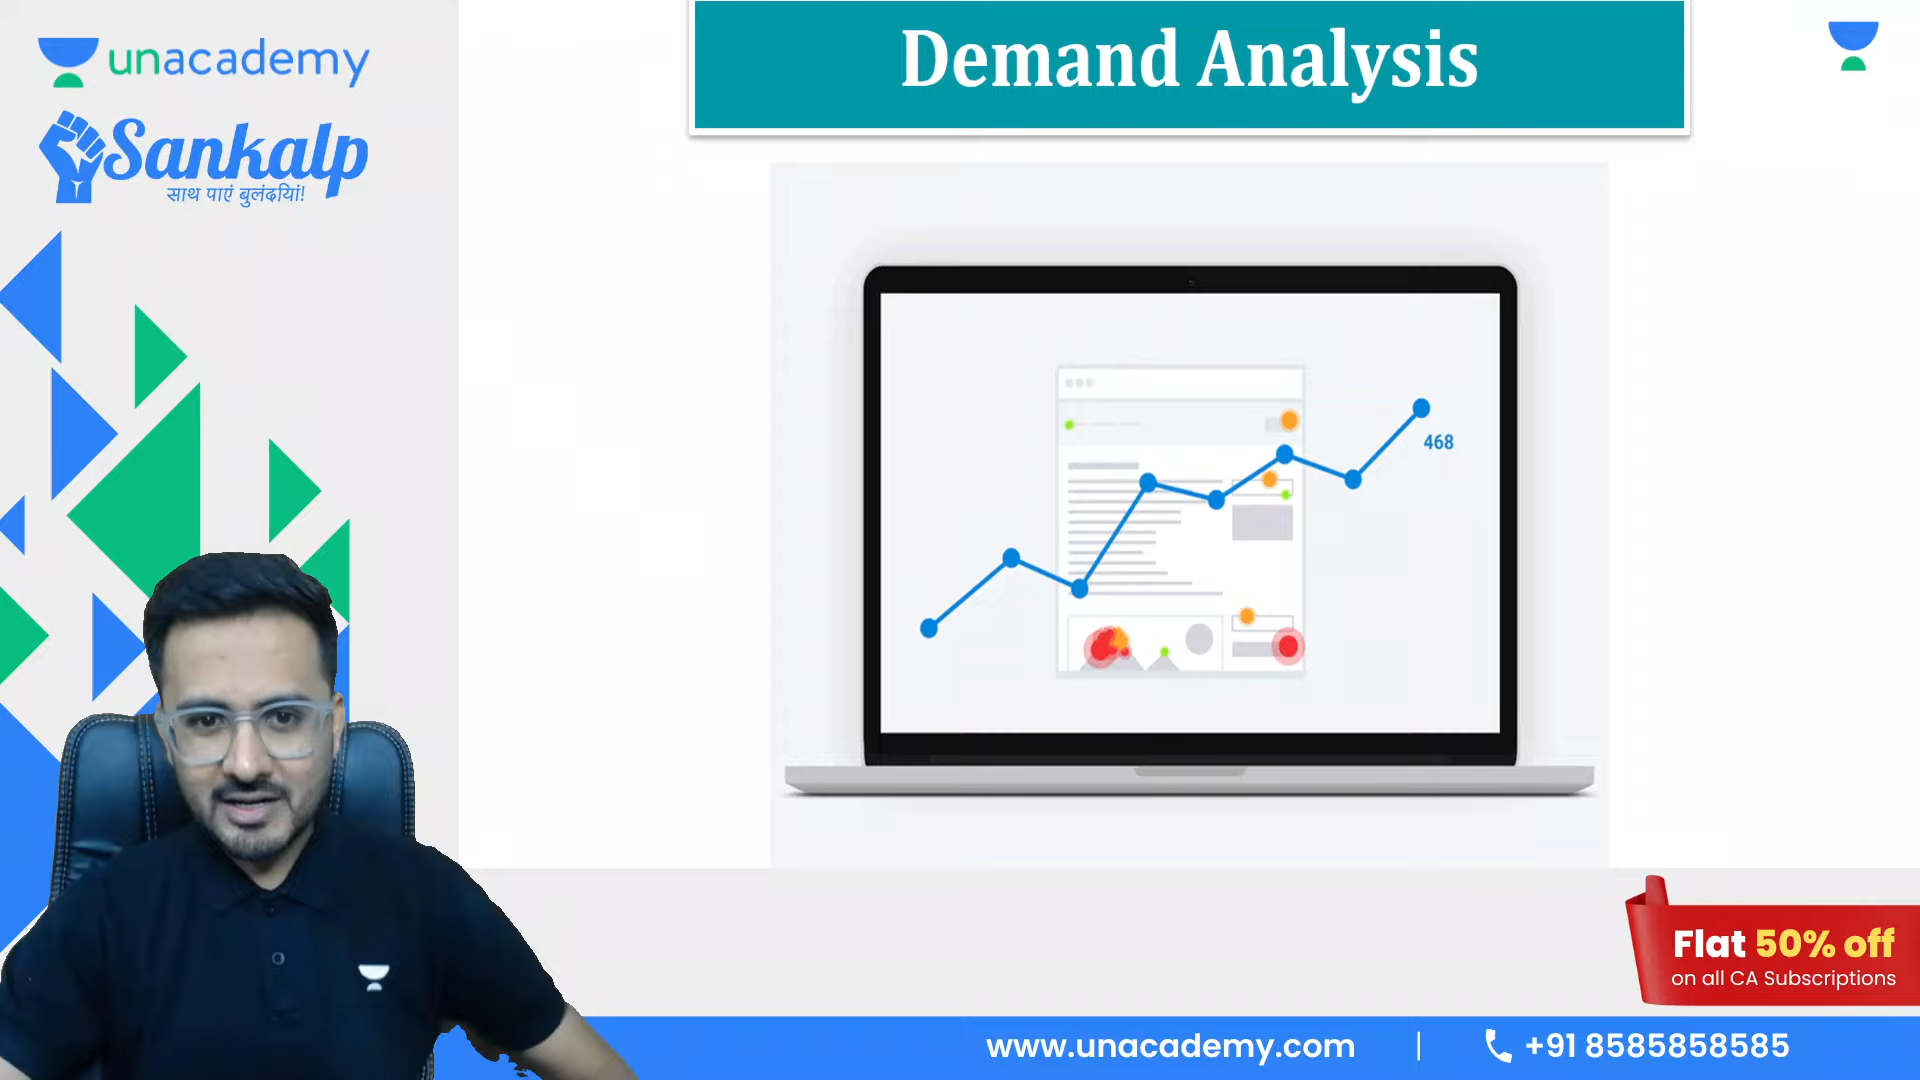 unacademy
Sankalp
साथ पाएं बुलंदियां!
Demand Analysis
468
Flat 50% off
on all CA Subscriptions
www.unacademy.com | +91 8585858585